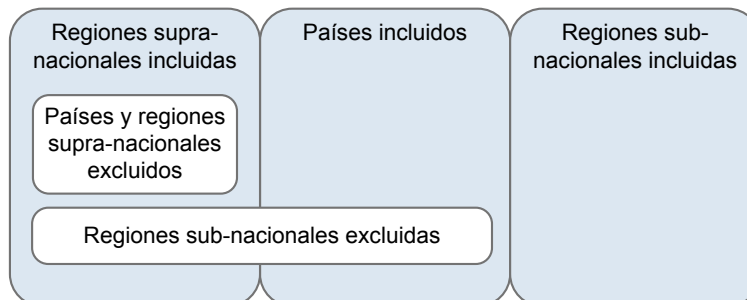 Regiones supra-
nacionales incluidas
Países incluidos
Regiones sub-
nacionales incluidas
Países y regiones
supra-nacionales
excluidos
Regiones sub-nacionales excluidas